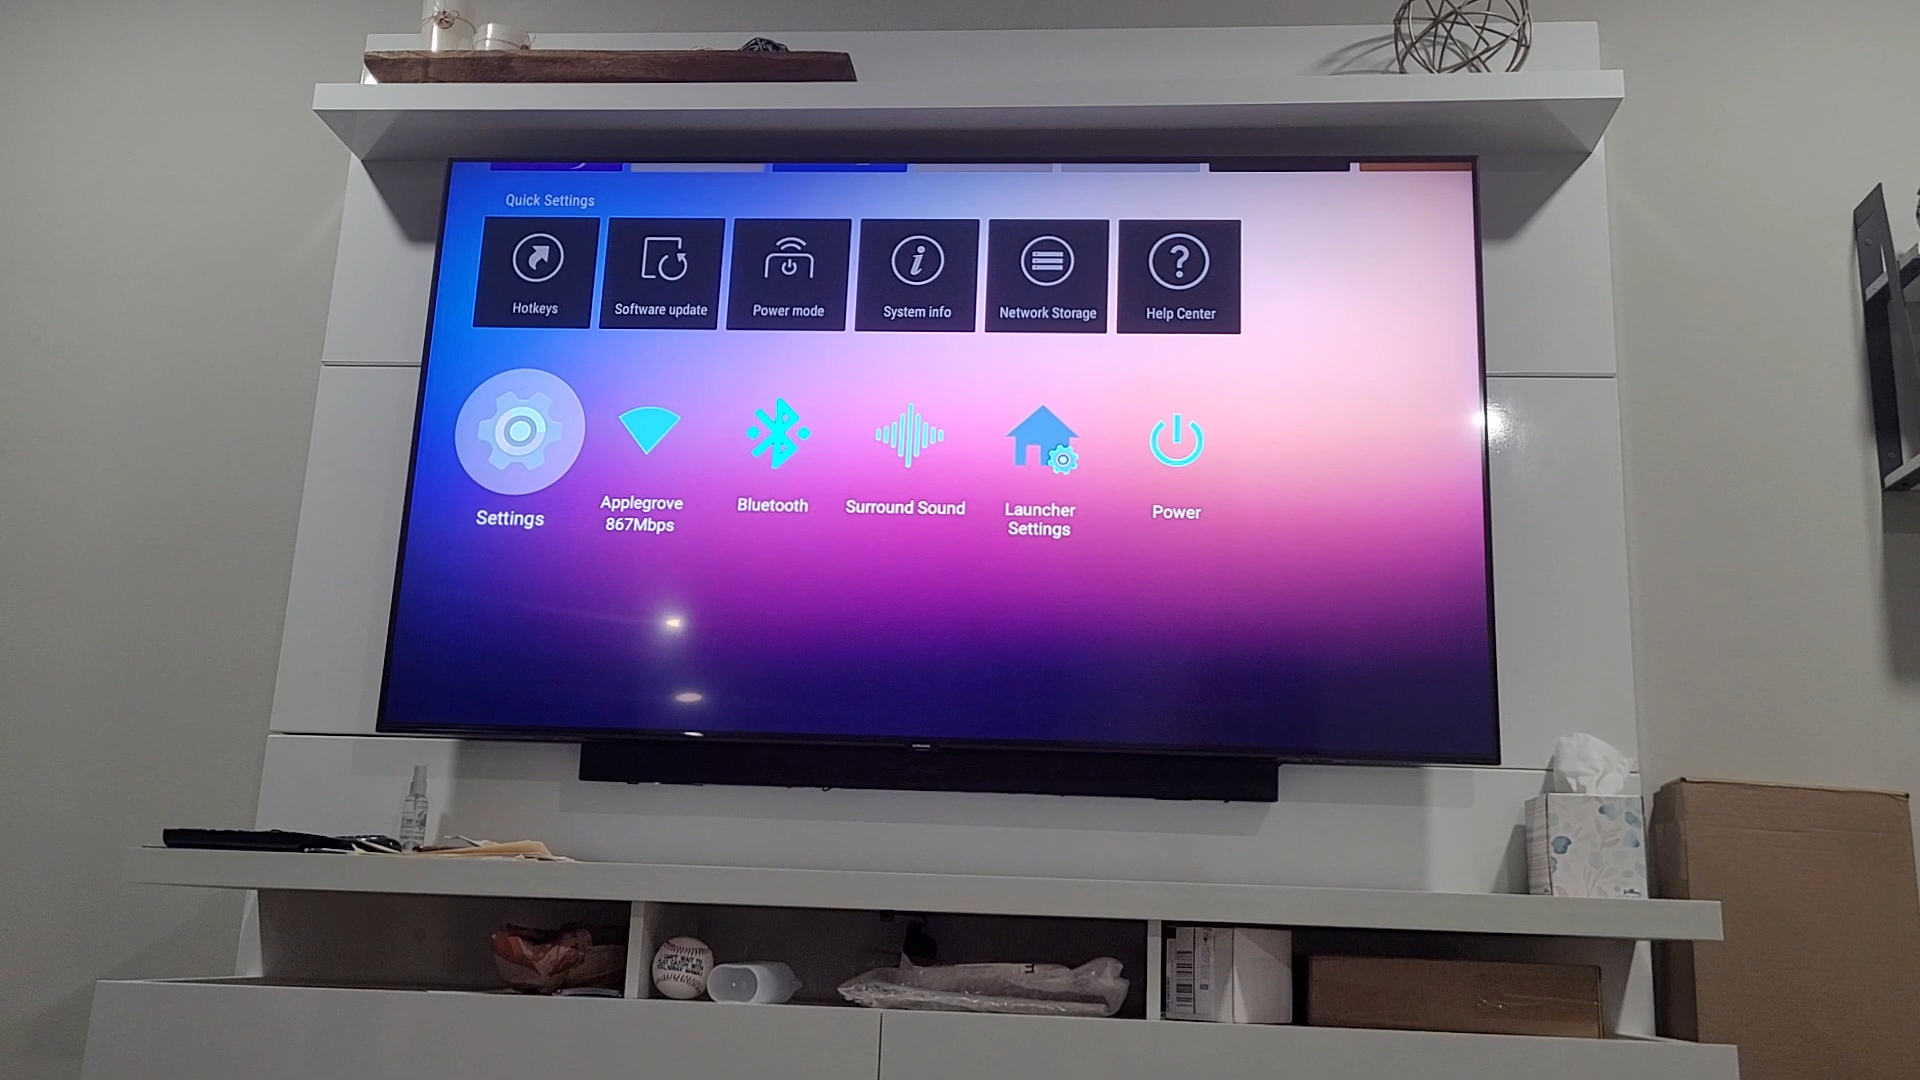 Quick Settings
Hotkeys
Software update
Power mode
System info
Network Storage
Help Center
Settings
Applegrove
867Mbps
Bluetooth
Surround Sound
Launcher
Settings
Power
SAMSUNG